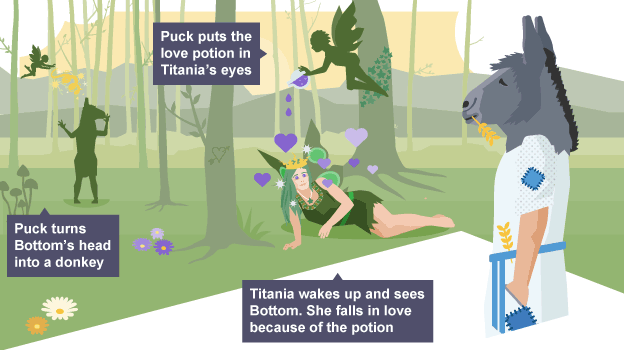 Puck puts the
love potion in
Titania's eyes
Puck turns
Bottom's head
into a donkey
Titania wakes up and sees
Bottom. She falls in love
because of the potion